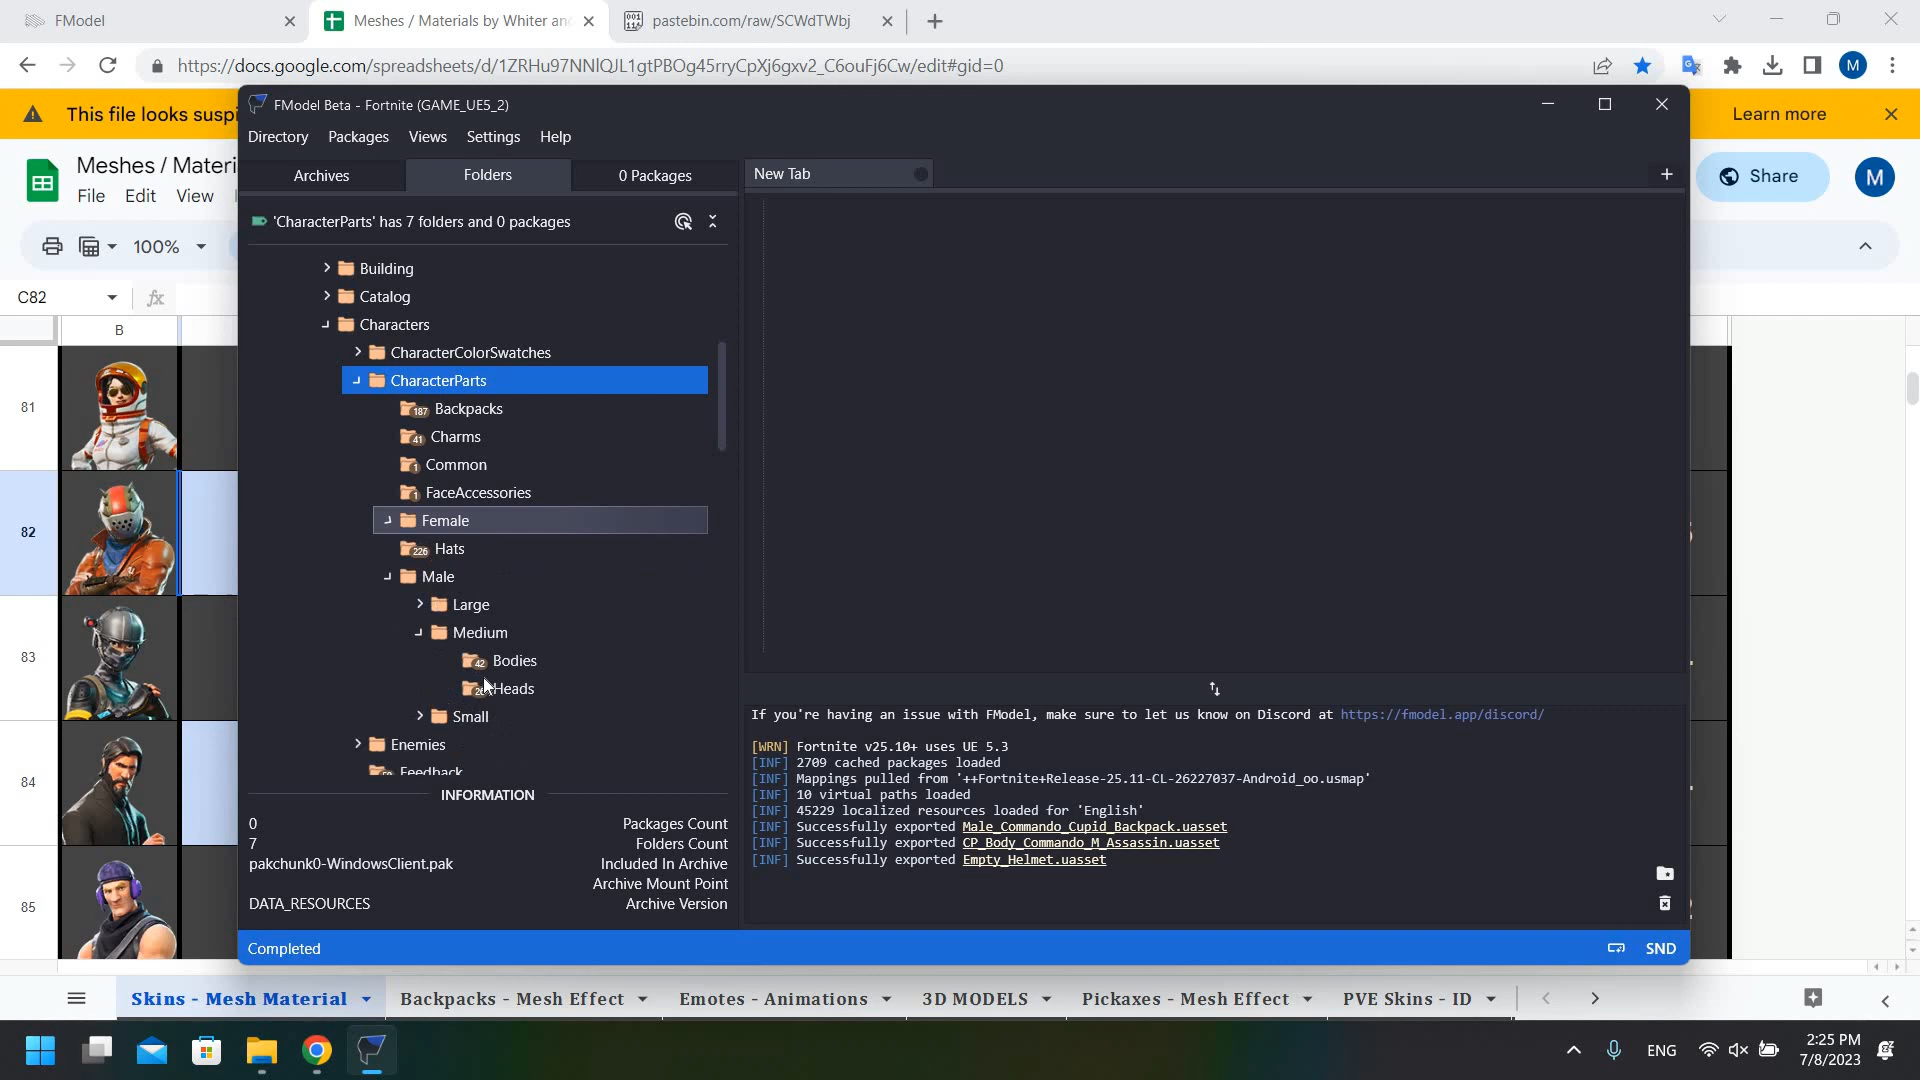 FModel
Meshes / Materials by Whiter an
pastebin.com/raw/SCWdTWbj
https://docs.google.com/spreadsheets/d/1ZRHu97NNlQJL1gtPBOg45rryCpXj6gxv2_C6ouFj6Cw/edit#gid=0
M
This file looks suspi
Learn more
Meshes / Materi
File Edit View
Share
M
100%
C82
fx
B
81
82
83
84
85
FModel Beta - Fortnite (GAME_UE5_2)
Directory Packages Views Settings Help
Archives Folders 0 Packages
New Tab
'CharacterParts' has 7 folders and 0 packages
Building
Catalog
Characters
CharacterColorSwatches
CharacterParts
187 Backpacks
41 Charms
1 Common
1 FaceAccessories
Female
226 Hats
Male
Large
Medium
42 Bodies
Heads
Small
Enemies
Feedback
INFORMATION
0 Packages Count
7 Folders Count
pakchunk0-WindowsClient.pak Included In Archive
Archive Mount Point
DATA_RESOURCES Archive Version
If you're having an issue with FModel, make sure to let us know on Discord at https://fmodel.app/discord/
[WRN] Fortnite v25.10+ uses UE 5.3
[INF] 2709 cached packages loaded
[INF] Mappings pulled from '++Fortnite+Release-25.11-CL-26227037-Android_oo.usmap'
[INF] 10 virtual paths loaded
[INF] 45229 localized resources loaded for 'English'
[INF] Successfully exported Male_Commando_Cupid_Backpack.uasset
[INF] Successfully exported CP_Body_Commando_M_Assassin.uasset
[INF] Successfully exported Empty_Helmet.uasset
Completed
SND
Skins - Mesh Material
Backpacks - Mesh Effect
Emotes - Animations
3D MODELS
Pickaxes - Mesh Effect
PVE Skins - ID
ENG
2:25 PM
7/8/2023